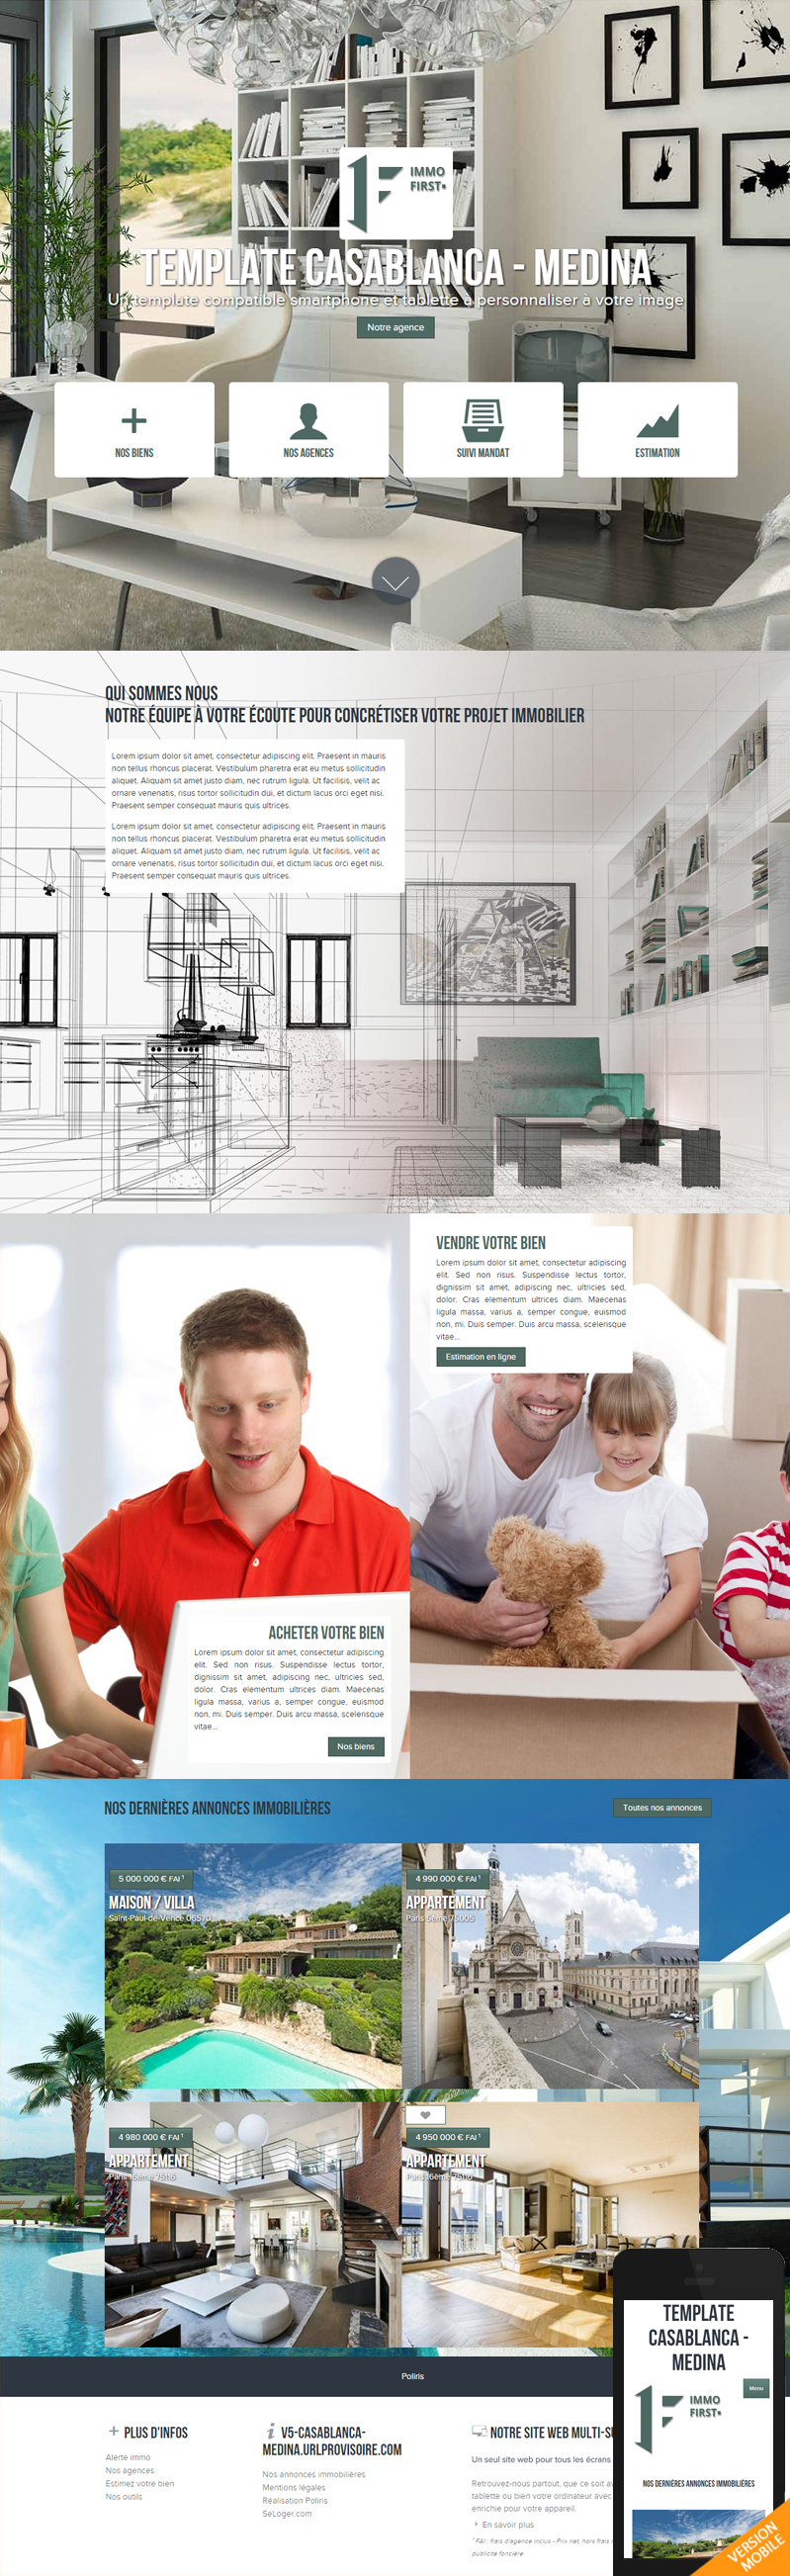 IMMO
FIRST
TEMPLATE CASABLANCA - MEDINA
Un template compatible smartphone et tablette à personnaliser à votre image
Notre agence
NOS BIENS
NOS AGENCES
SUIVI MANDAT
ESTIMATION
QUI SOMMES NOUS
NOTRE ÉQUIPE À VOTRE ÉCOUTE POUR CONCRÉTISER VOTRE PROJET IMMOBILIER
Lorem ipsum dolor sit amet, consectetur adipiscing elit. Praesent in mauris
non tellus rhoncus placerat. Vestibulum pharetra erat eu metus sollicitudin
aliquet. Aliquam sit amet justo diam, nec rutrum ligula. Ut facilisis, velit ac
ornare venenatis, risus tortor sollicitudin dui, et dictum lacus orci eget nisi.
Praesent semper consequat mauris quis ultrices.
Lorem ipsum dolor sit amet, consectetur adipiscing elit. Praesent in mauris
non tellus rhoncus placerat. Vestibulum pharetra erat eu metus sollicitudin
aliquet. Aliquam sit amet justo diam, nec rutrum ligula. Ut facilisis, velit ac
ornare venenatis, risus tortor sollicitudin dui, et dictum lacus orci eget nisi.
Praesent semper consequat mauris quis ultrices.
VENDRE VOTRE BIEN
Lorem ipsum dolor sit amet, consectetur adipiscing
elit. Sed non risus. Suspendisse lectus tortor,
dignissim sit amet, adipiscing nec, ultricies sed,
dolor. Cras elementum ultrices diam. Maecenas
ligula massa, varius a, semper congue, euismod
non, mi. Duis semper. Duis arcu massa, scelerisque
vitae...
Estimation en ligne
ACHETER VOTRE BIEN
Lorem ipsum dolor sit amet, consectetur adipiscing
elit. Sed non risus. Suspendisse lectus tortor,
dignissim sit amet, adipiscing nec, ultricies sed,
dolor. Cras elementum ultrices diam. Maecenas
ligula massa, varius a, semper congue, euismod
non, mi. Duis semper. Duis arcu massa, scelerisque
vitae...
Nos biens
NOS DERNIÈRES ANNONCES IMMOBILIÈRES
Toutes nos annonces
5 000 000 € FAI ¹
MAISON / VILLA
Saint-Paul-de-Vence 06570
4 990 000 € FAI ¹
APPARTEMENT
Paris 5ème 75005
4 980 000 € FAI ¹
APPARTEMENT
Paris 16ème 75116
4 950 000 € FAI ¹
APPARTEMENT
Paris 16ème 75116
Poliris
PLUS D'INFOS
Alerte immo
Nos agences
Estimez votre bien
Nos outils
V5-CASABLANCA-
MEDINA.URLPROVISOIRE.COM
Nos annonces immobilières
Mentions légales
Réalisation Poliris
SeLoger.com
NOTRE SITE WEB MULTI-SU
Un seul site web pour tous les écrans
Retrouvez-nous partout, que ce soit av
tablette ou bien votre ordinateur avec
enrichie pour votre appareil.
En savoir plus
¹ FAI : frais d'agence inclus - Prix net, hors frais
publicité foncière
TEMPLATE
CASABLANCA -
MEDINA
Menu
IMMO
FIRST
NOS DERNIÈRES ANNONCES IMMOBILIÈRES
VERSION
MOBILE